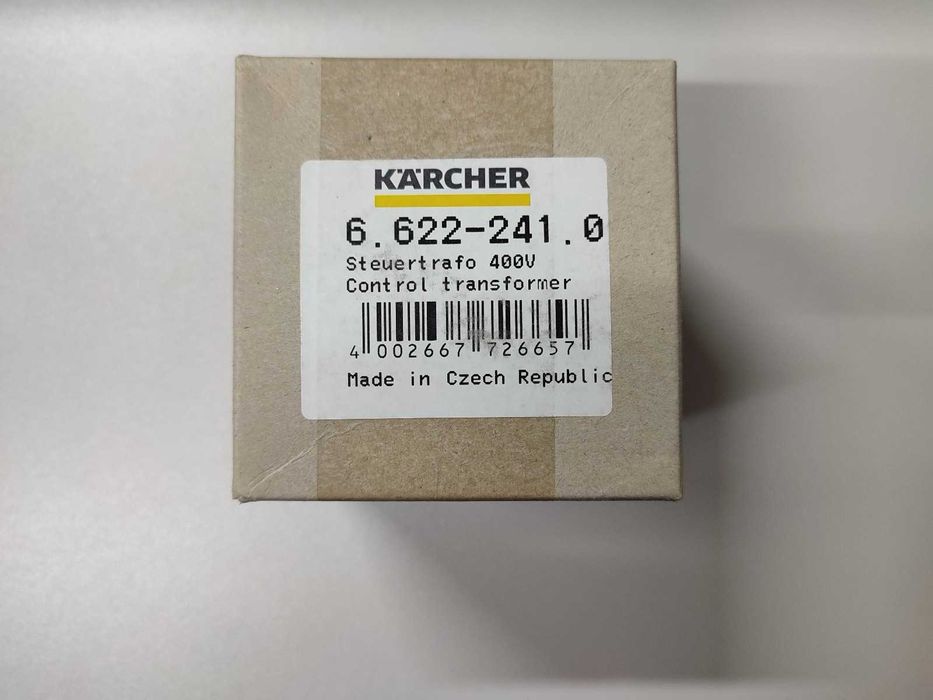 KÄRCHER
6.622-241.0
Steuertrafo 400V
Control transformer
4 002667 726657
Made in Czech Republic